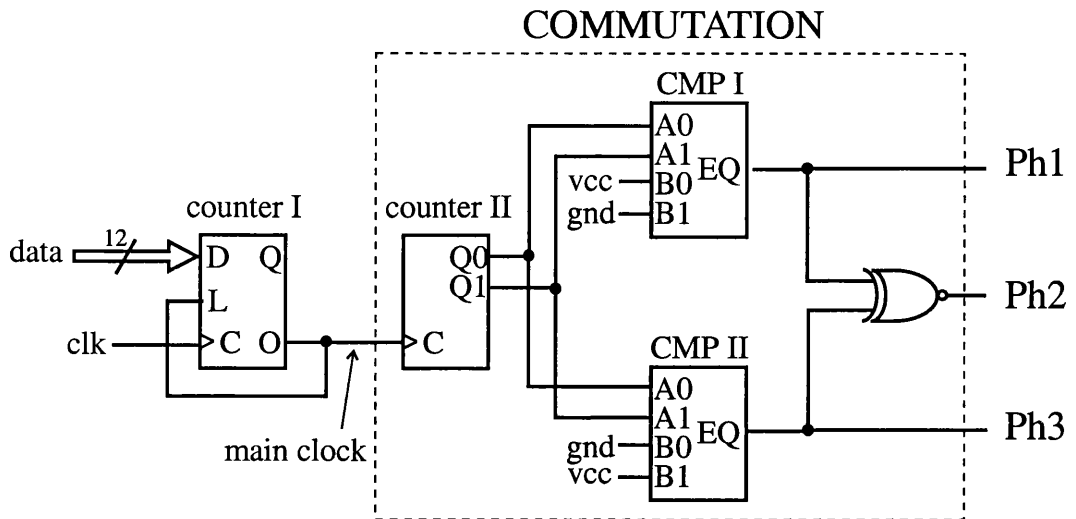 COMMUTATION
CMP I
A0
A1
EQ
vcc
B0
gnd
B1
Ph1
counter I
counter II
data
12
D
Q
L
clk
C
O
main clock
Q0
Q1
C
Ph2
CMP II
A0
A1
EQ
gnd
B0
vcc
B1
Ph3